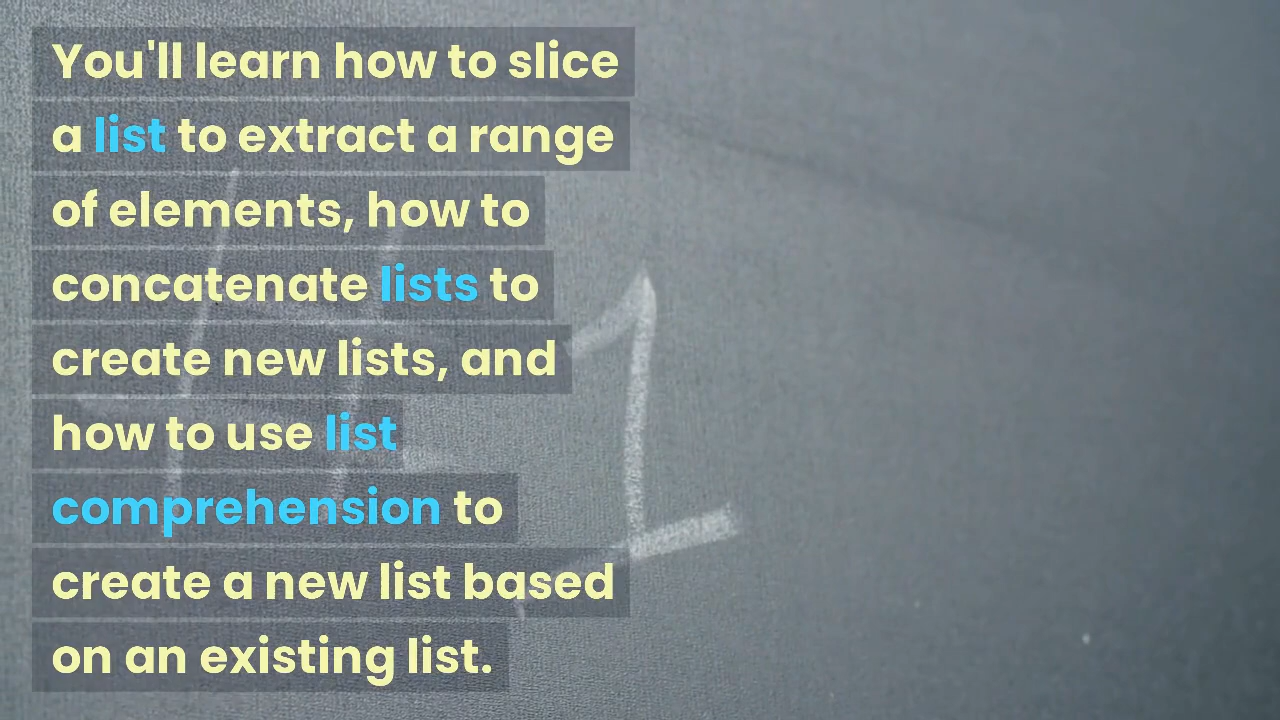 You'll learn how to slice
a list to extract a range
of elements, how to
concatenate lists to
create new lists, and
how to use list
comprehension to
create a new list based
on an existing list.
#1